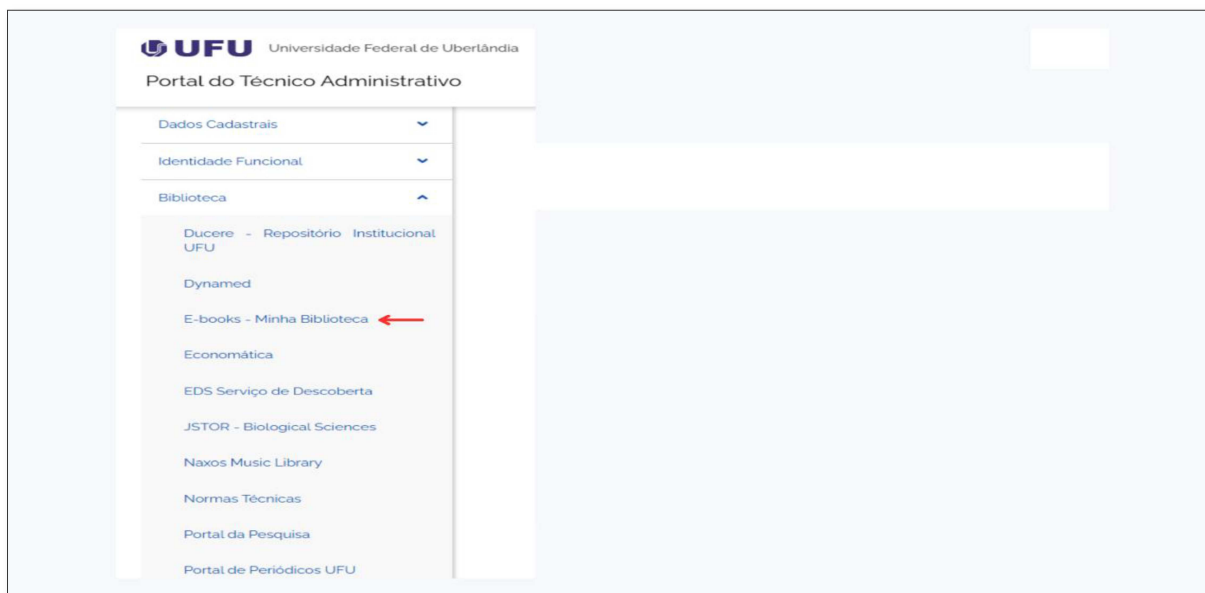 UFU Universidade Federal de Uberlândia
Portal do Técnico Administrativo
Dados Cadastrais
Identidade Funcional
Biblioteca
Ducere - Repositório Institucional
UFU
Dynamed
E-books - Minha Biblioteca
Economática
EDS Serviço de Descoberta
JSTOR - Biological Sciences
Naxos Music Library
Normas Técnicas
Portal da Pesquisa
Portal de Periódicos UFU